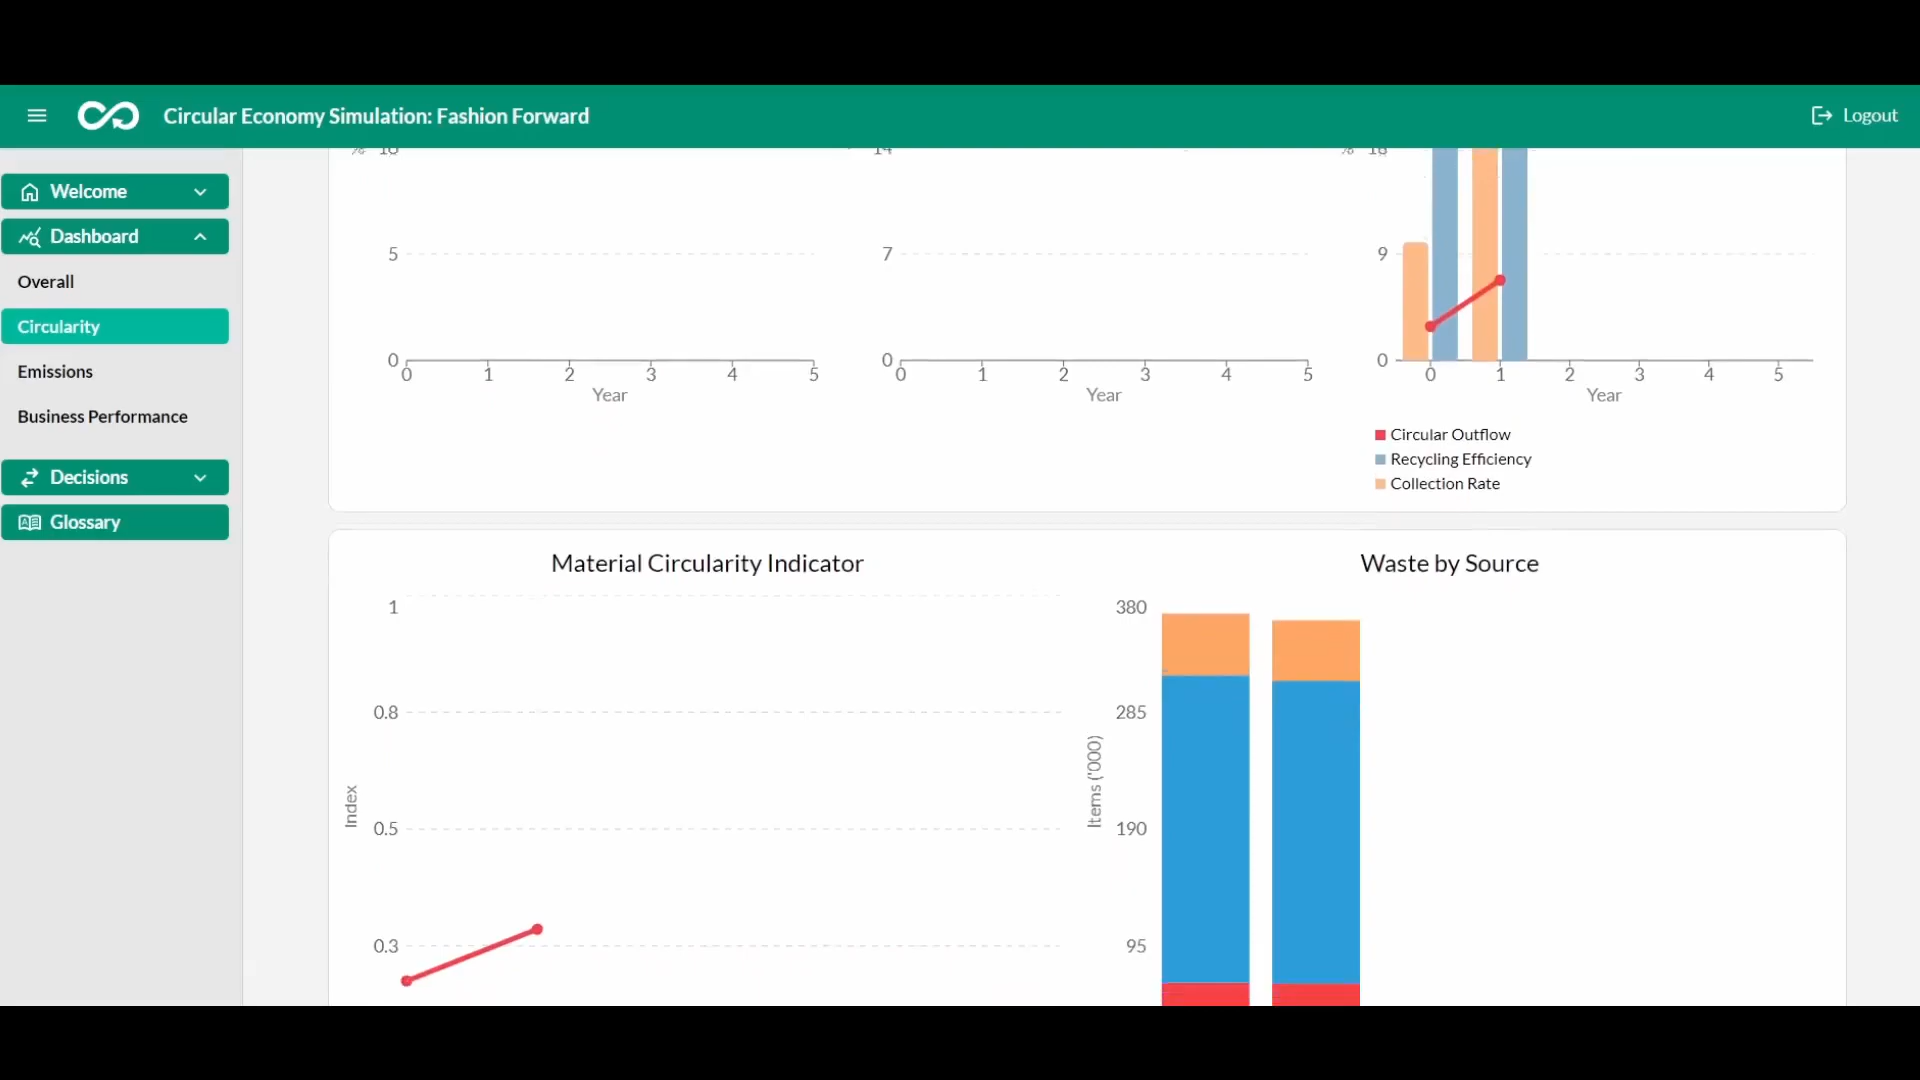 Circular Economy Simulation: Fashion Forward
Logout
Welcome
Dashboard
Overall
Circularity
Emissions
Business Performance
Decisions
Glossary
5
0
0 1 2 3 4 5
Year
7
0
0 1 2 3 4 5
Year
9
0
0 1 2 3 4 5
Year
Circular Outflow
Recycling Efficiency
Collection Rate
Material Circularity Indicator
1
0.8
0.5
0.3
Index
Waste by Source
380
285
190
95
Items ('000)